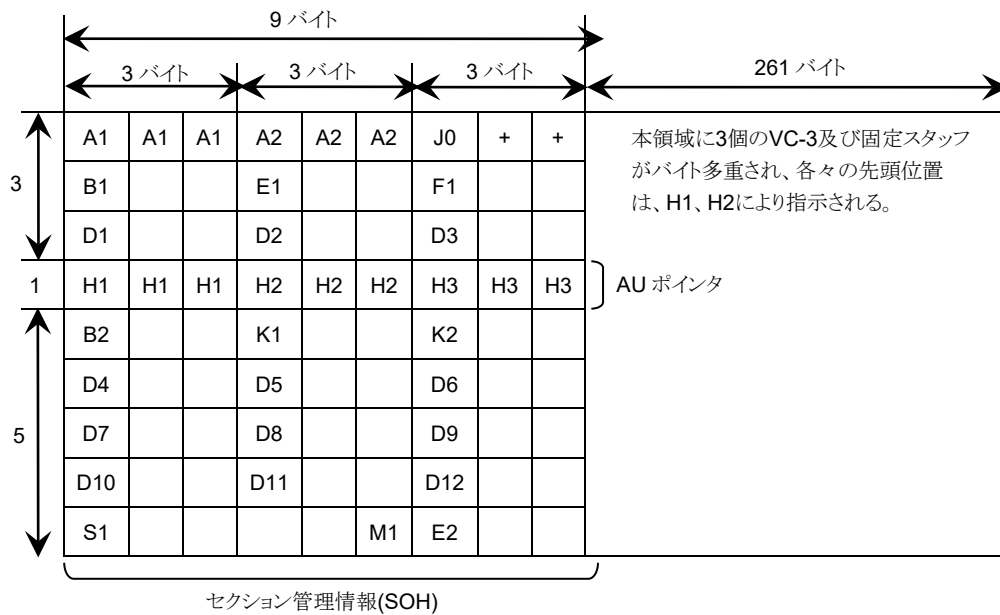 9 バイト
3 バイト 3 バイト 3 バイト 261 バイト
A1 A1 A1 A2 A2 A2 J0 + +
本領域に3個のVC-3及び固定スタッフ
がバイト多重され、各々の先頭位置
は、H1、H2により指示される。
3
B1 E1 F1
D1 D2 D3
1 H1 H1 H1 H2 H2 H2 H3 H3 H3 AU ポインタ
B2 K1 K2
D4 D5 D6
5
D7 D8 D9
D10 D11 D12
S1 M1 E2
セクション管理情報(SOH)